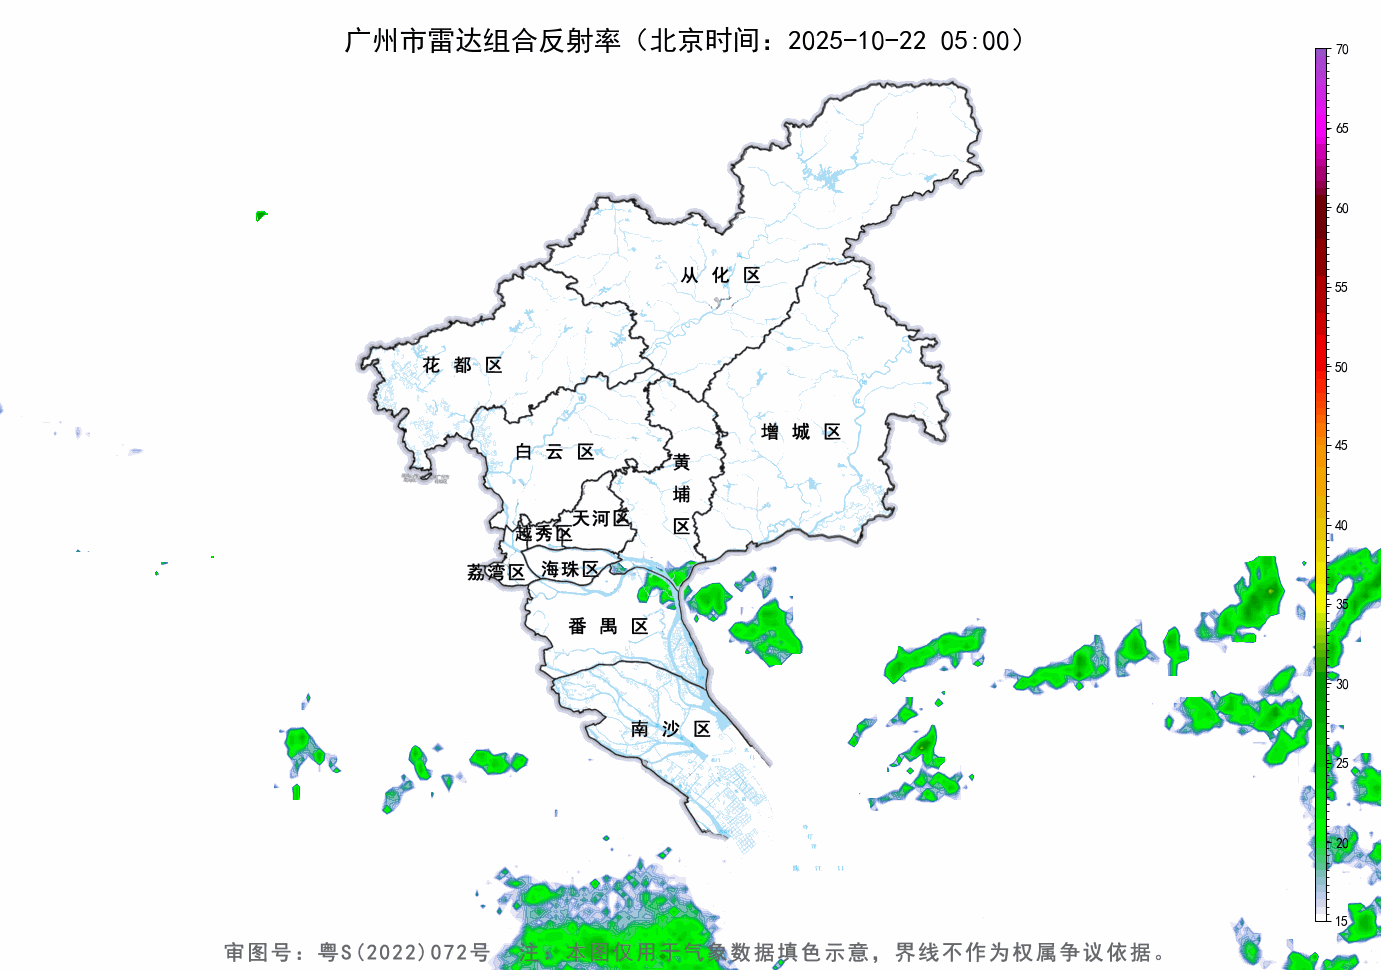 广州市雷达组合反射率（北京时间：2025-10-22 05:00）
70
65
60
55
50
45
40
35
30
25
20
15
从化区
花都区
增城区
白云区
黄埔区
天河区
越秀区
海珠区
荔湾区
番禺区
南沙区
审图号：粤S(2022)072号 注：本图仅用于气象数据填色示意，界线不作为权属争议依据。